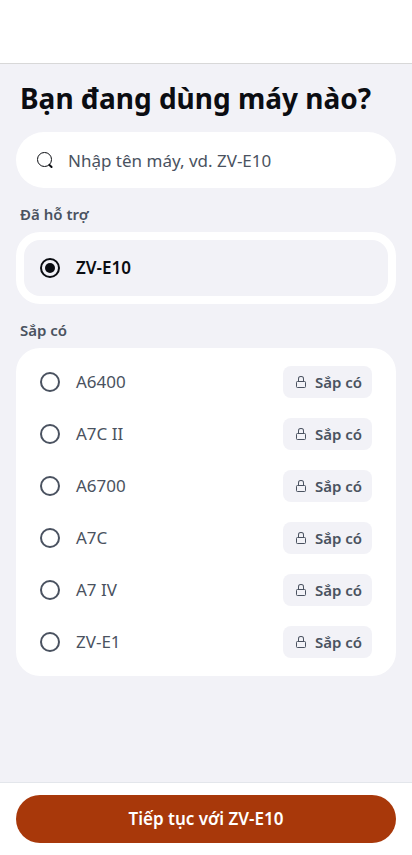 Bạn đang dùng máy nào?
Nhập tên máy, vd. ZV-E10
Đã hỗ trợ
ZV-E10
Sắp có
A6400 Sắp có
A7C II Sắp có
A6700 Sắp có
A7C Sắp có
A7 IV Sắp có
ZV-E1 Sắp có
Tiếp tục với ZV-E10